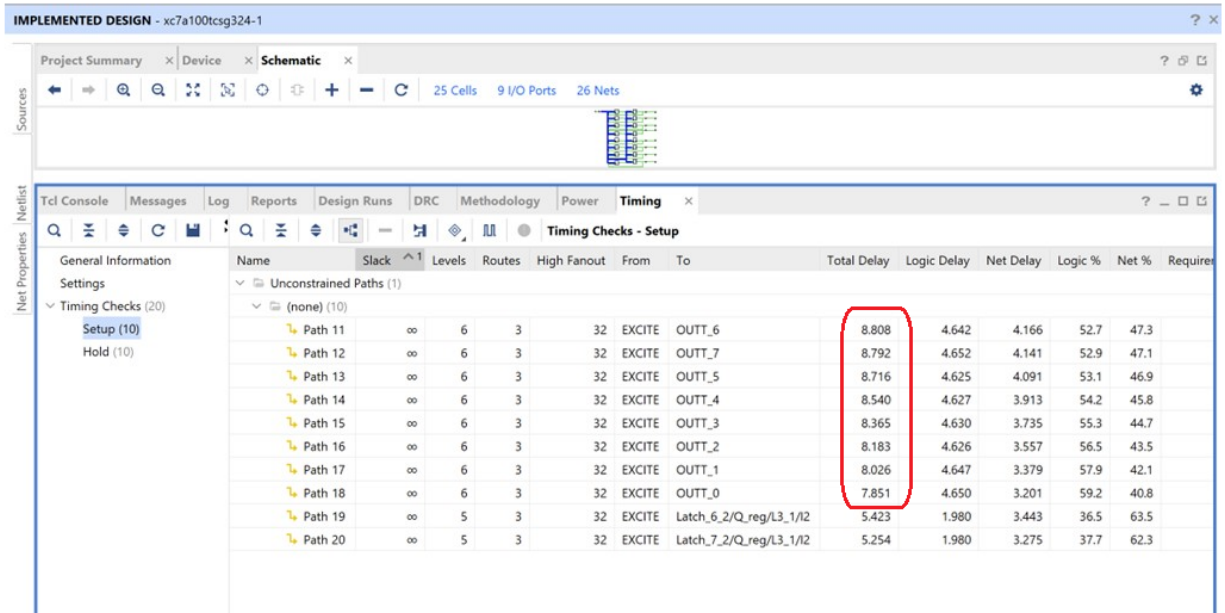 IMPLEMENTED DESIGN - xc7a100tcsg324-1
Project Summary Device Schematic
25 Cells 9 I/O Ports 26 Nets
Sources
Netlist
Net Properties
Tcl Console Messages Log Reports Design Runs DRC Methodology Power Timing
Timing Checks - Setup
General Information
Settings
Timing Checks (20)
Setup (10)
Hold (10)
Name Slack ^1 Levels Routes High Fanout From To Total Delay Logic Delay Net Delay Logic % Net % Requirer
Unconstrained Paths (1)
(none) (10)
Path 11 ∞ 6 3 32 EXCITE OUTT_6 8.808 4.642 4.166 52.7 47.3
Path 12 ∞ 6 3 32 EXCITE OUTT_7 8.792 4.652 4.141 52.9 47.1
Path 13 ∞ 6 3 32 EXCITE OUTT_5 8.716 4.625 4.091 53.1 46.9
Path 14 ∞ 6 3 32 EXCITE OUTT_4 8.540 4.627 3.913 54.2 45.8
Path 15 ∞ 6 3 32 EXCITE OUTT_3 8.365 4.630 3.735 55.3 44.7
Path 16 ∞ 6 3 32 EXCITE OUTT_2 8.183 4.626 3.557 56.5 43.5
Path 17 ∞ 6 3 32 EXCITE OUTT_1 8.026 4.647 3.379 57.9 42.1
Path 18 ∞ 6 3 32 EXCITE OUTT_0 7.851 4.650 3.201 59.2 40.8
Path 19 ∞ 5 3 32 EXCITE Latch_6_2/Q_reg/L3_1/I2 5.423 1.980 3.443 36.5 63.5
Path 20 ∞ 5 3 32 EXCITE Latch_7_2/Q_reg/L3_1/I2 5.254 1.980 3.275 37.7 62.3